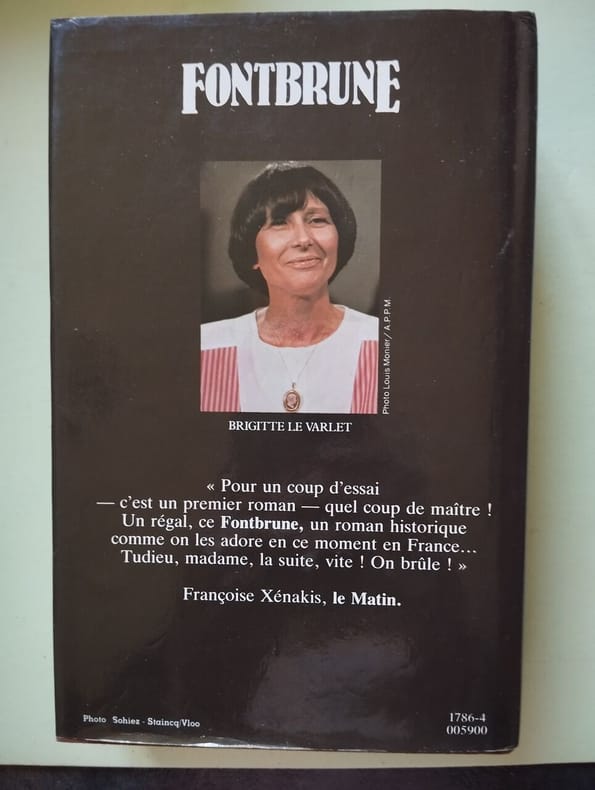 FONTBRUNE
Photo Louis Monier / A.P.P.M.
BRIGITTE LE VARLET
« Pour un coup d'essai
— c'est un premier roman — quel coup de maître !
Un régal, ce Fontbrune, un roman historique
comme on les adore en ce moment en France...
Tudieu, madame, la suite, vite ! On brûle ! »
Françoise Xénakis, le Matin.
Photo Sohiez - Staincq/Vloo
1786-4
005900